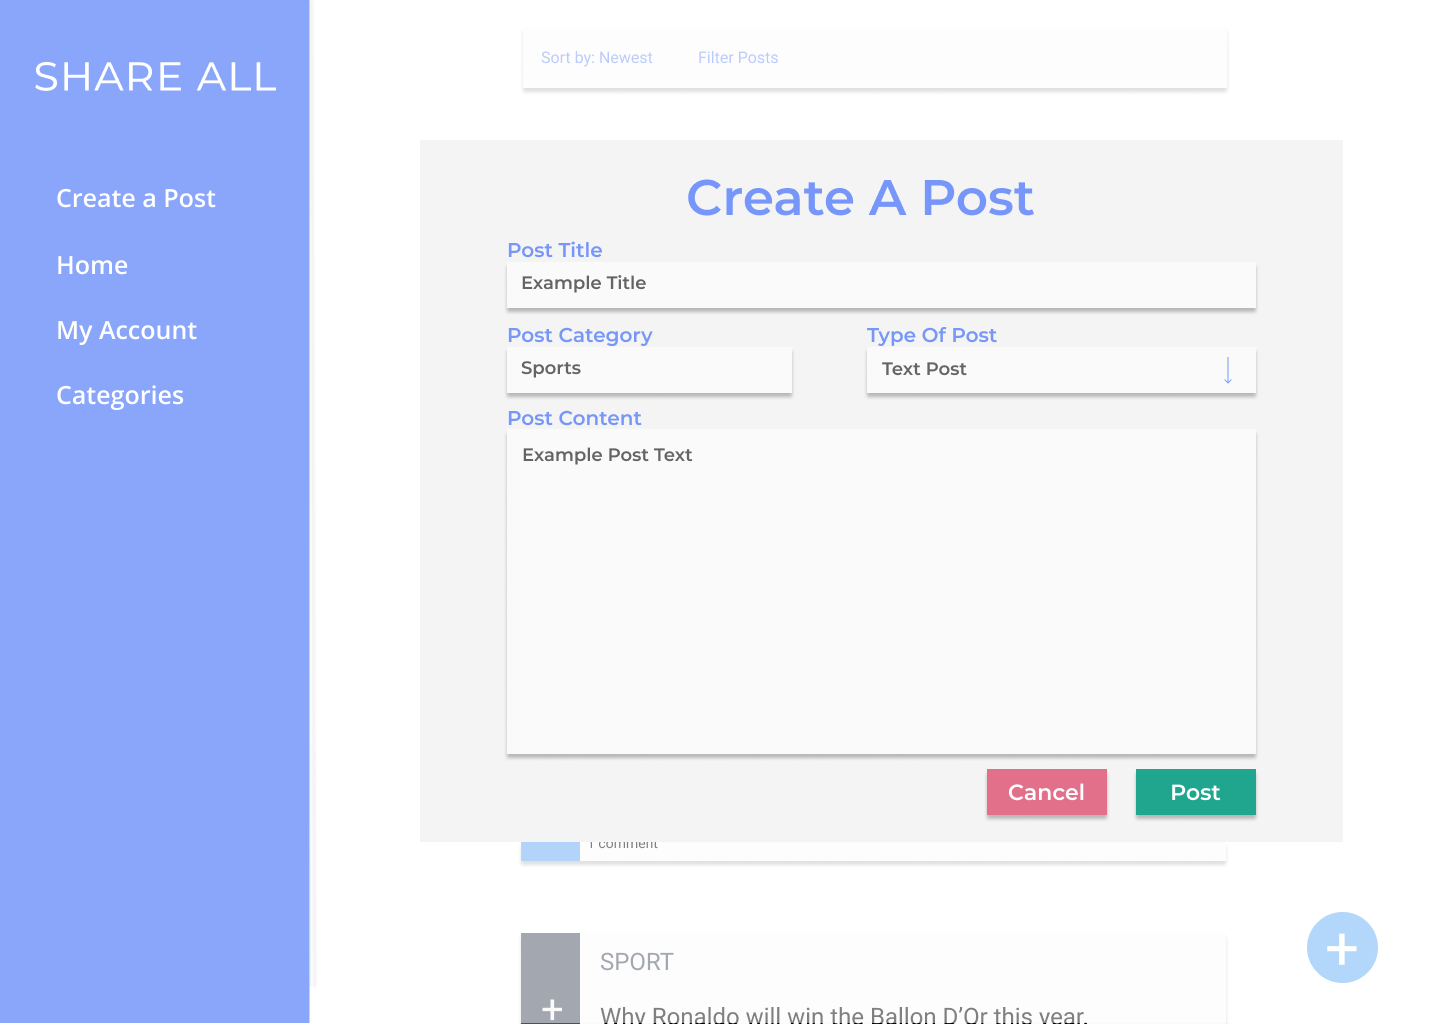 SHARE ALL
Create a Post
Home
My Account
Categories
Sort by: Newest
Filter Posts
Create A Post
Post Title
Example Title
Post Category
Type Of Post
Sports
Text Post
Post Content
Example Post Text
Cancel
Post
1 comment
SPORT
Why Ronaldo will win the Ballon D’Or this year.